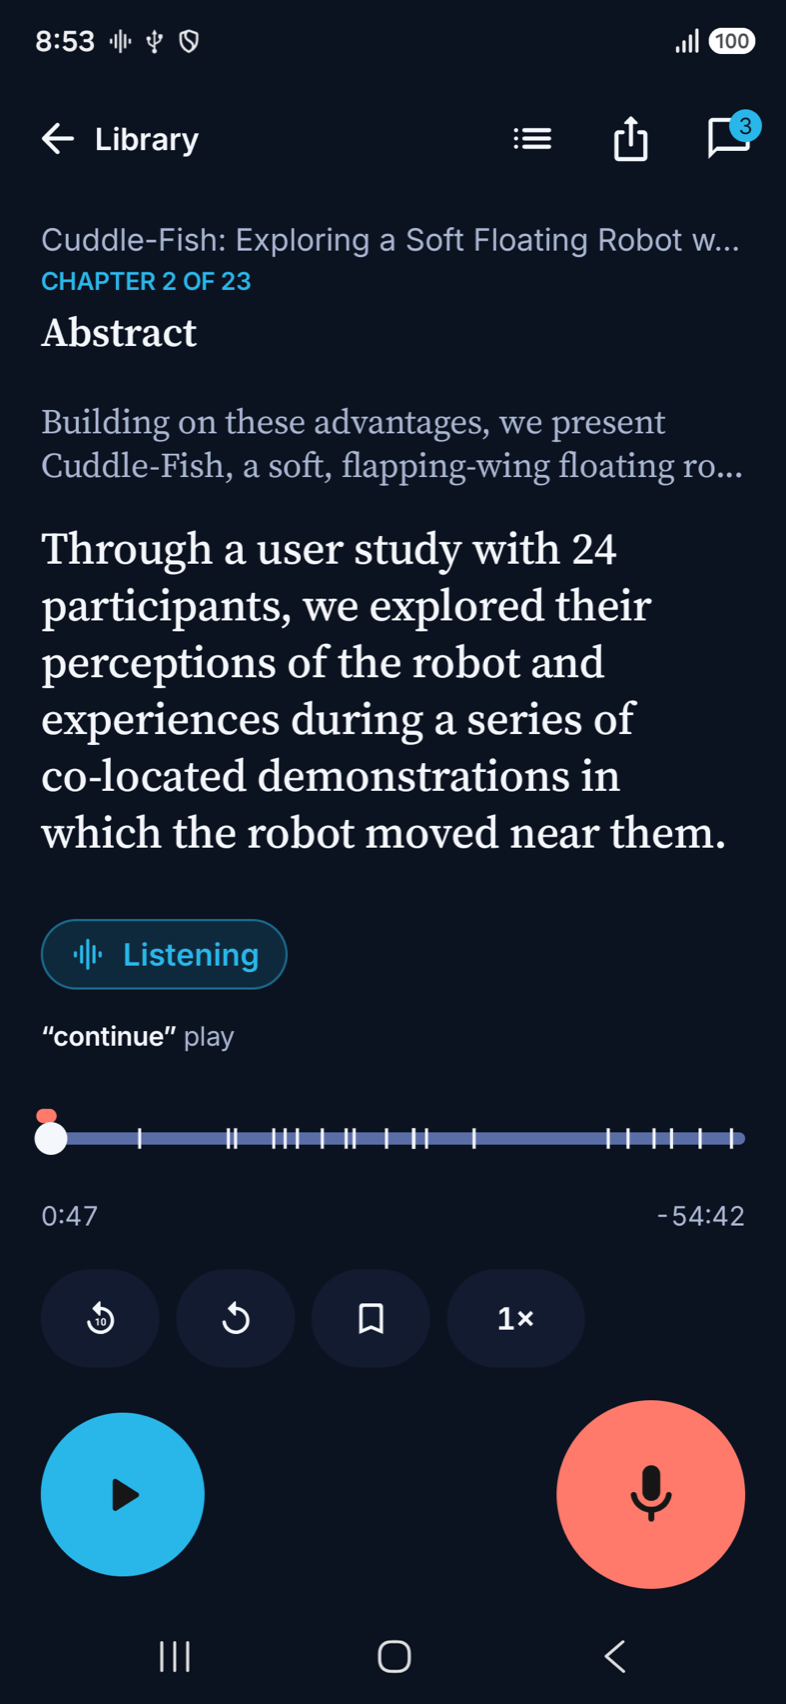 8:53
100
Library
3
Cuddle-Fish: Exploring a Soft Floating Robot w...
CHAPTER 2 OF 23
Abstract
Building on these advantages, we present
Cuddle-Fish, a soft, flapping-wing floating ro...
Through a user study with 24
participants, we explored their
perceptions of the robot and
experiences during a series of
co-located demonstrations in
which the robot moved near them.
Listening
“continue” play
0:47
-54:42
10
1×